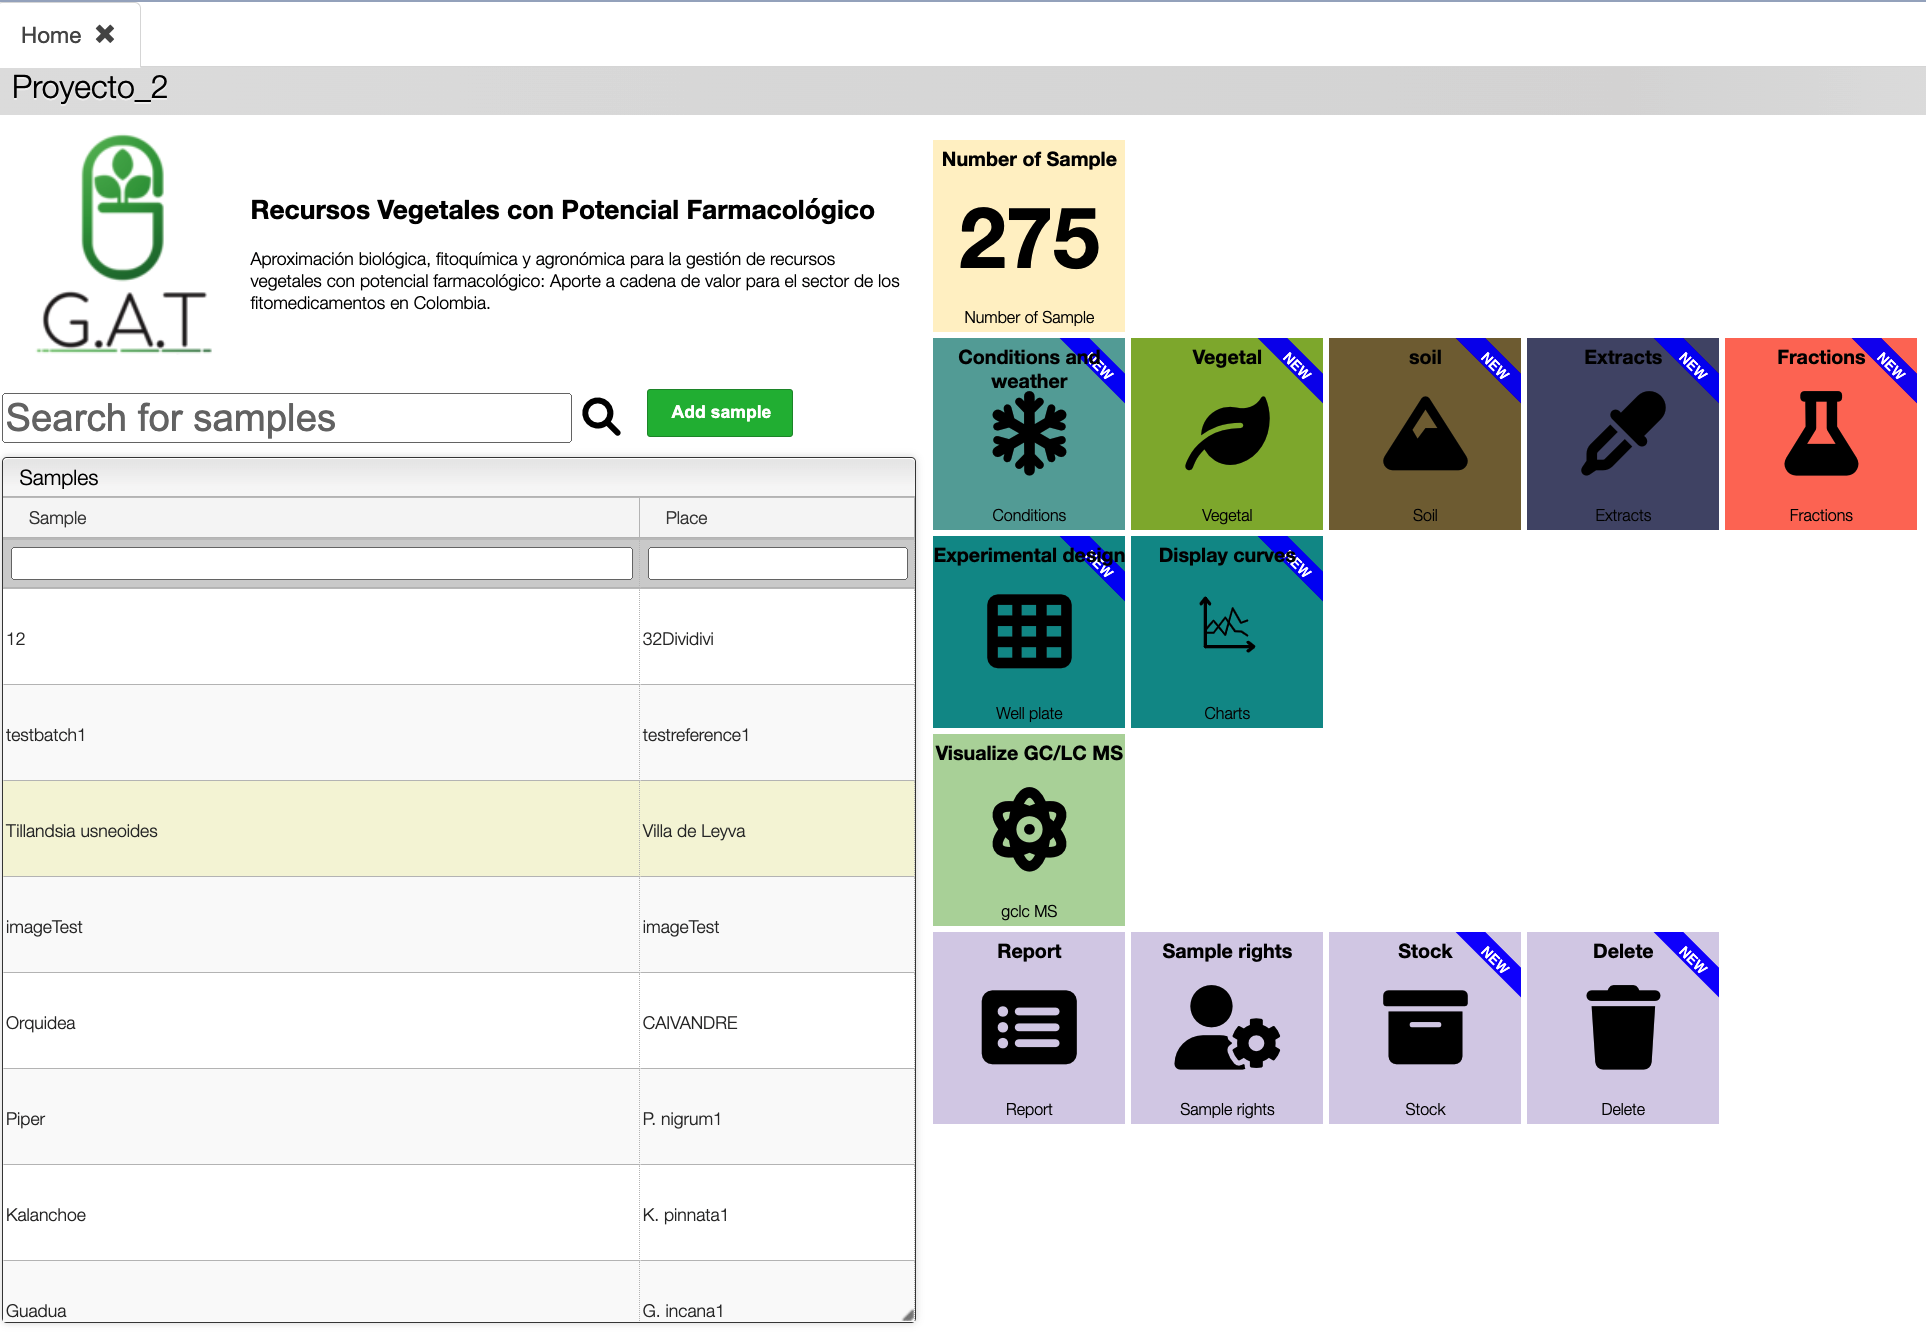 Home
Proyecto_2
G.A.T
Recursos Vegetales con Potencial Farmacológico
Aproximación biológica, fitoquímica y agronómica para la gestión de recursos
vegetales con potencial farmacológico: Aporte a cadena de valor para el sector de los
fitomedicamentos en Colombia.
Search for samples
Add sample
Samples
Sample Place
12 32Dividivi
testbatch1 testreference1
Tillandsia usneoides Villa de Leyva
imageTest imageTest
Orquidea CAIVANDRE
Piper P. nigrum1
Kalanchoe K. pinnata1
Guadua G. incana1
Number of Sample
275
Number of Sample
Conditions and
weather
NEW
Conditions
Vegetal
NEW
Vegetal
soil
NEW
Soil
Extracts
NEW
Extracts
Fractions
NEW
Fractions
Experimental design
NEW
Well plate
Display curves
NEW
Charts
Visualize GC/LC MS
gclc MS
Report
Report
Sample rights
Sample rights
Stock
NEW
Stock
Delete
NEW
Delete